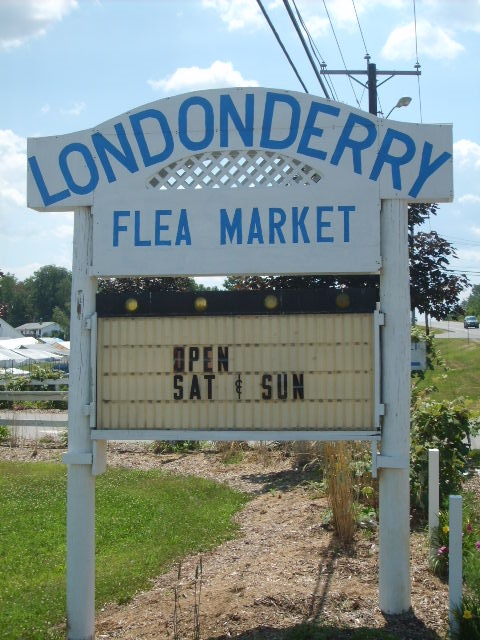 LONDONDERRY
FLEA MARKET
OPEN
SAT & SUN